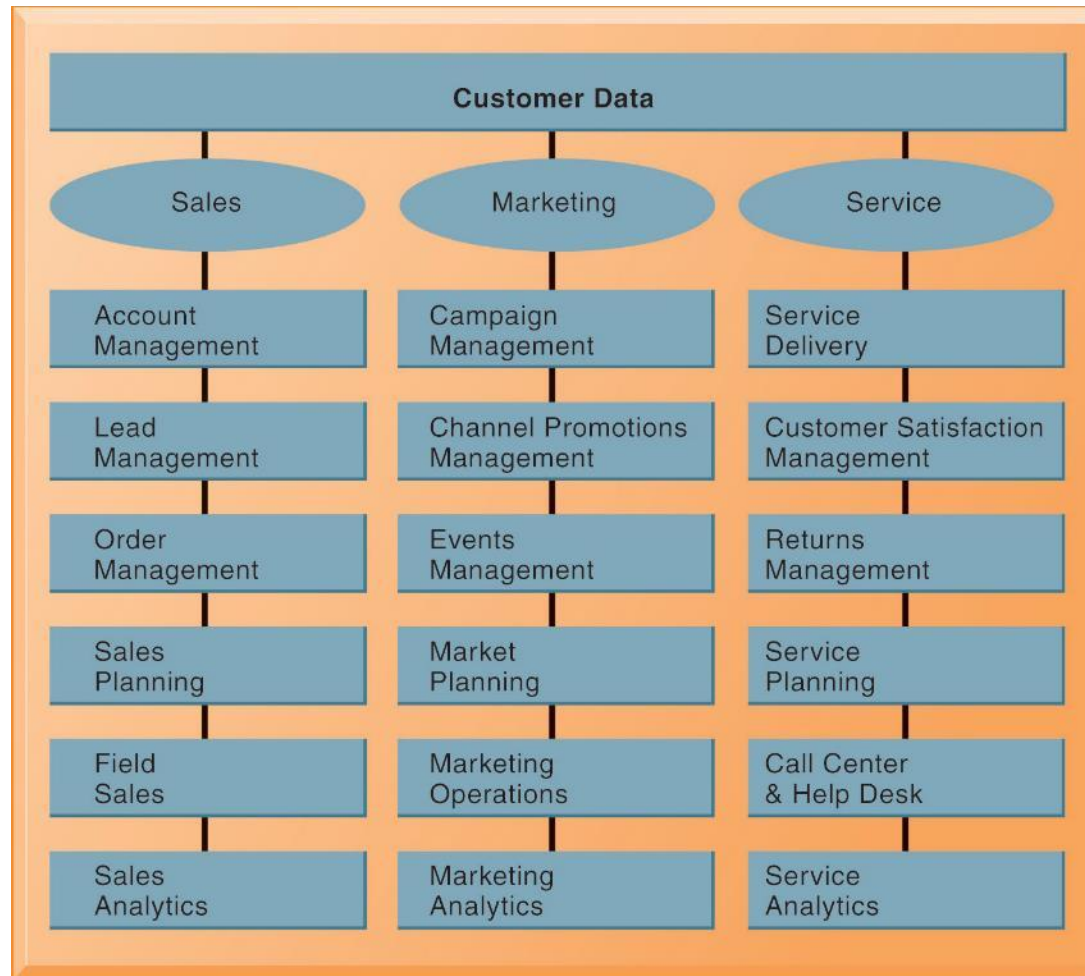 Customer Data
Sales
Marketing
Service
Account
Management
Campaign
Management
Service
Delivery
Lead
Management
Channel Promotions
Management
Customer Satisfaction
Management
Order
Management
Events
Management
Returns
Management
Sales
Planning
Market
Planning
Service
Planning
Field
Sales
Marketing
Operations
Call Center
& Help Desk
Sales
Analytics
Marketing
Analytics
Service
Analytics